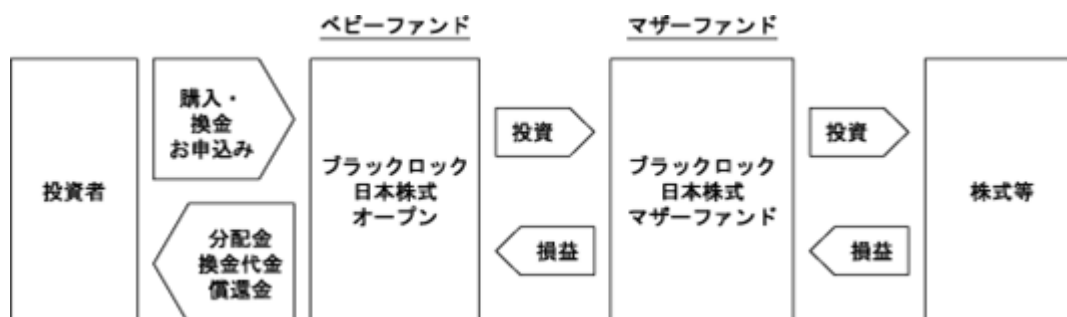 ベビーファンド
マザーファンド
投資者
購入・
換金
お申込み
分配金
換金代金
償還金
ブラックロック
日本株式
オープン
投資
損益
ブラックロック
日本株式
マザーファンド
投資
損益
株式等